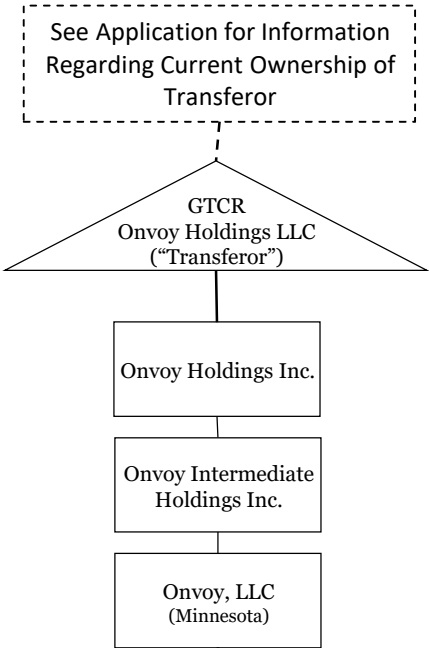 See Application for Information
Regarding Current Ownership of
Transferor
GTCR
Onvoy Holdings LLC
(“Transferor”)
Onvoy Holdings Inc.
Onvoy Intermediate
Holdings Inc.
Onvoy, LLC
(Minnesota)